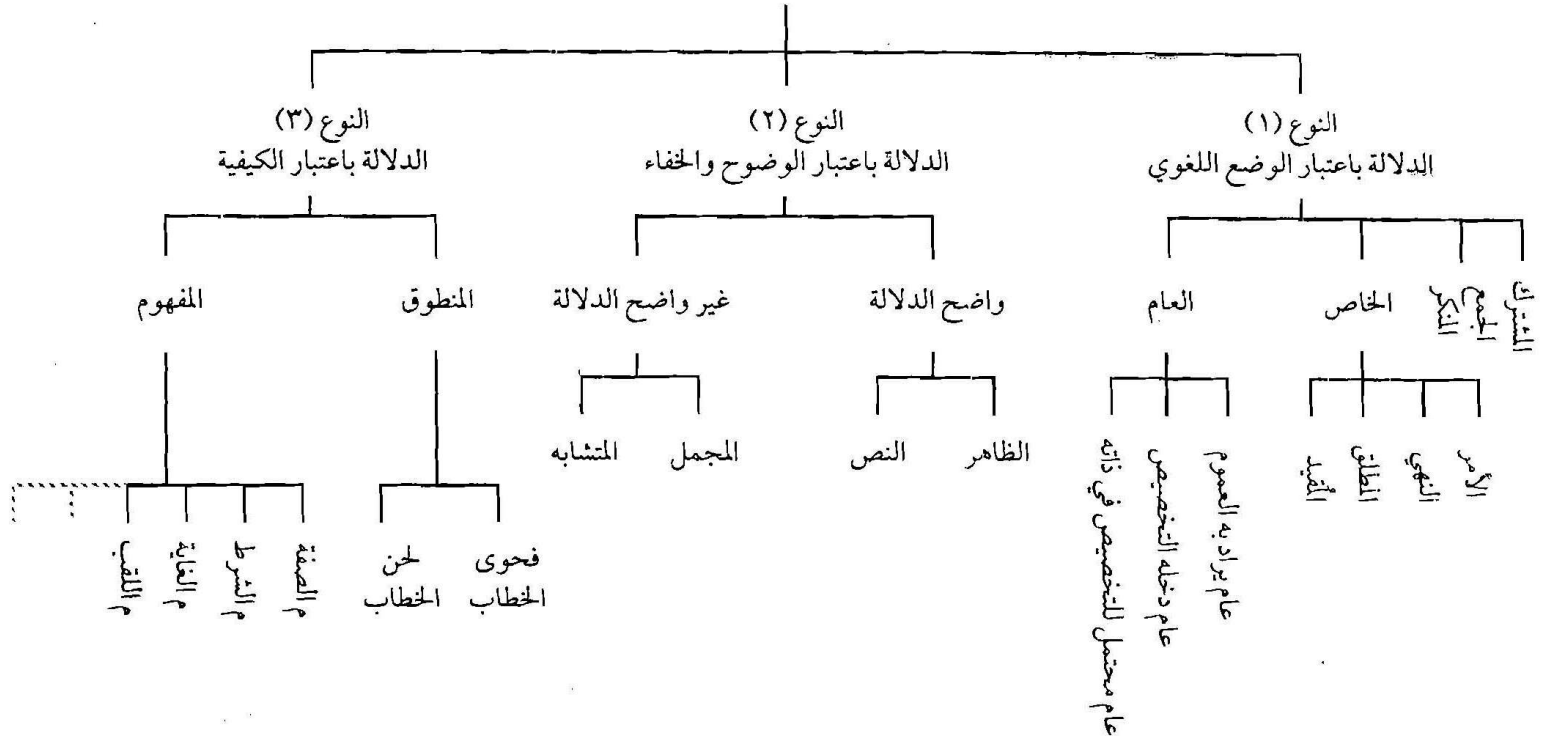 النوع (١)
الدلالة باعتبار الوضع اللغوي
النوع (٢)
الدلالة باعتبار الوضوح والخفاء
النوع (٣)
الدلالة باعتبار الكيفية
المشترك
الجمع
المنكر
الخاص
العام
واضح الدلالة
غير واضح الدلالة
المنطوق
المفهوم
الأمر
النهي
المطلق
المقيد
عام يراد به العموم
عام دخله التخصيص
عام محتمل للتخصيص في ذاته
الظاهر
النص
المجمل
المتشابه
فحوى
الخطاب
لحن
الخطاب
م الصفة
م الشرط
م الغاية
م اللقب